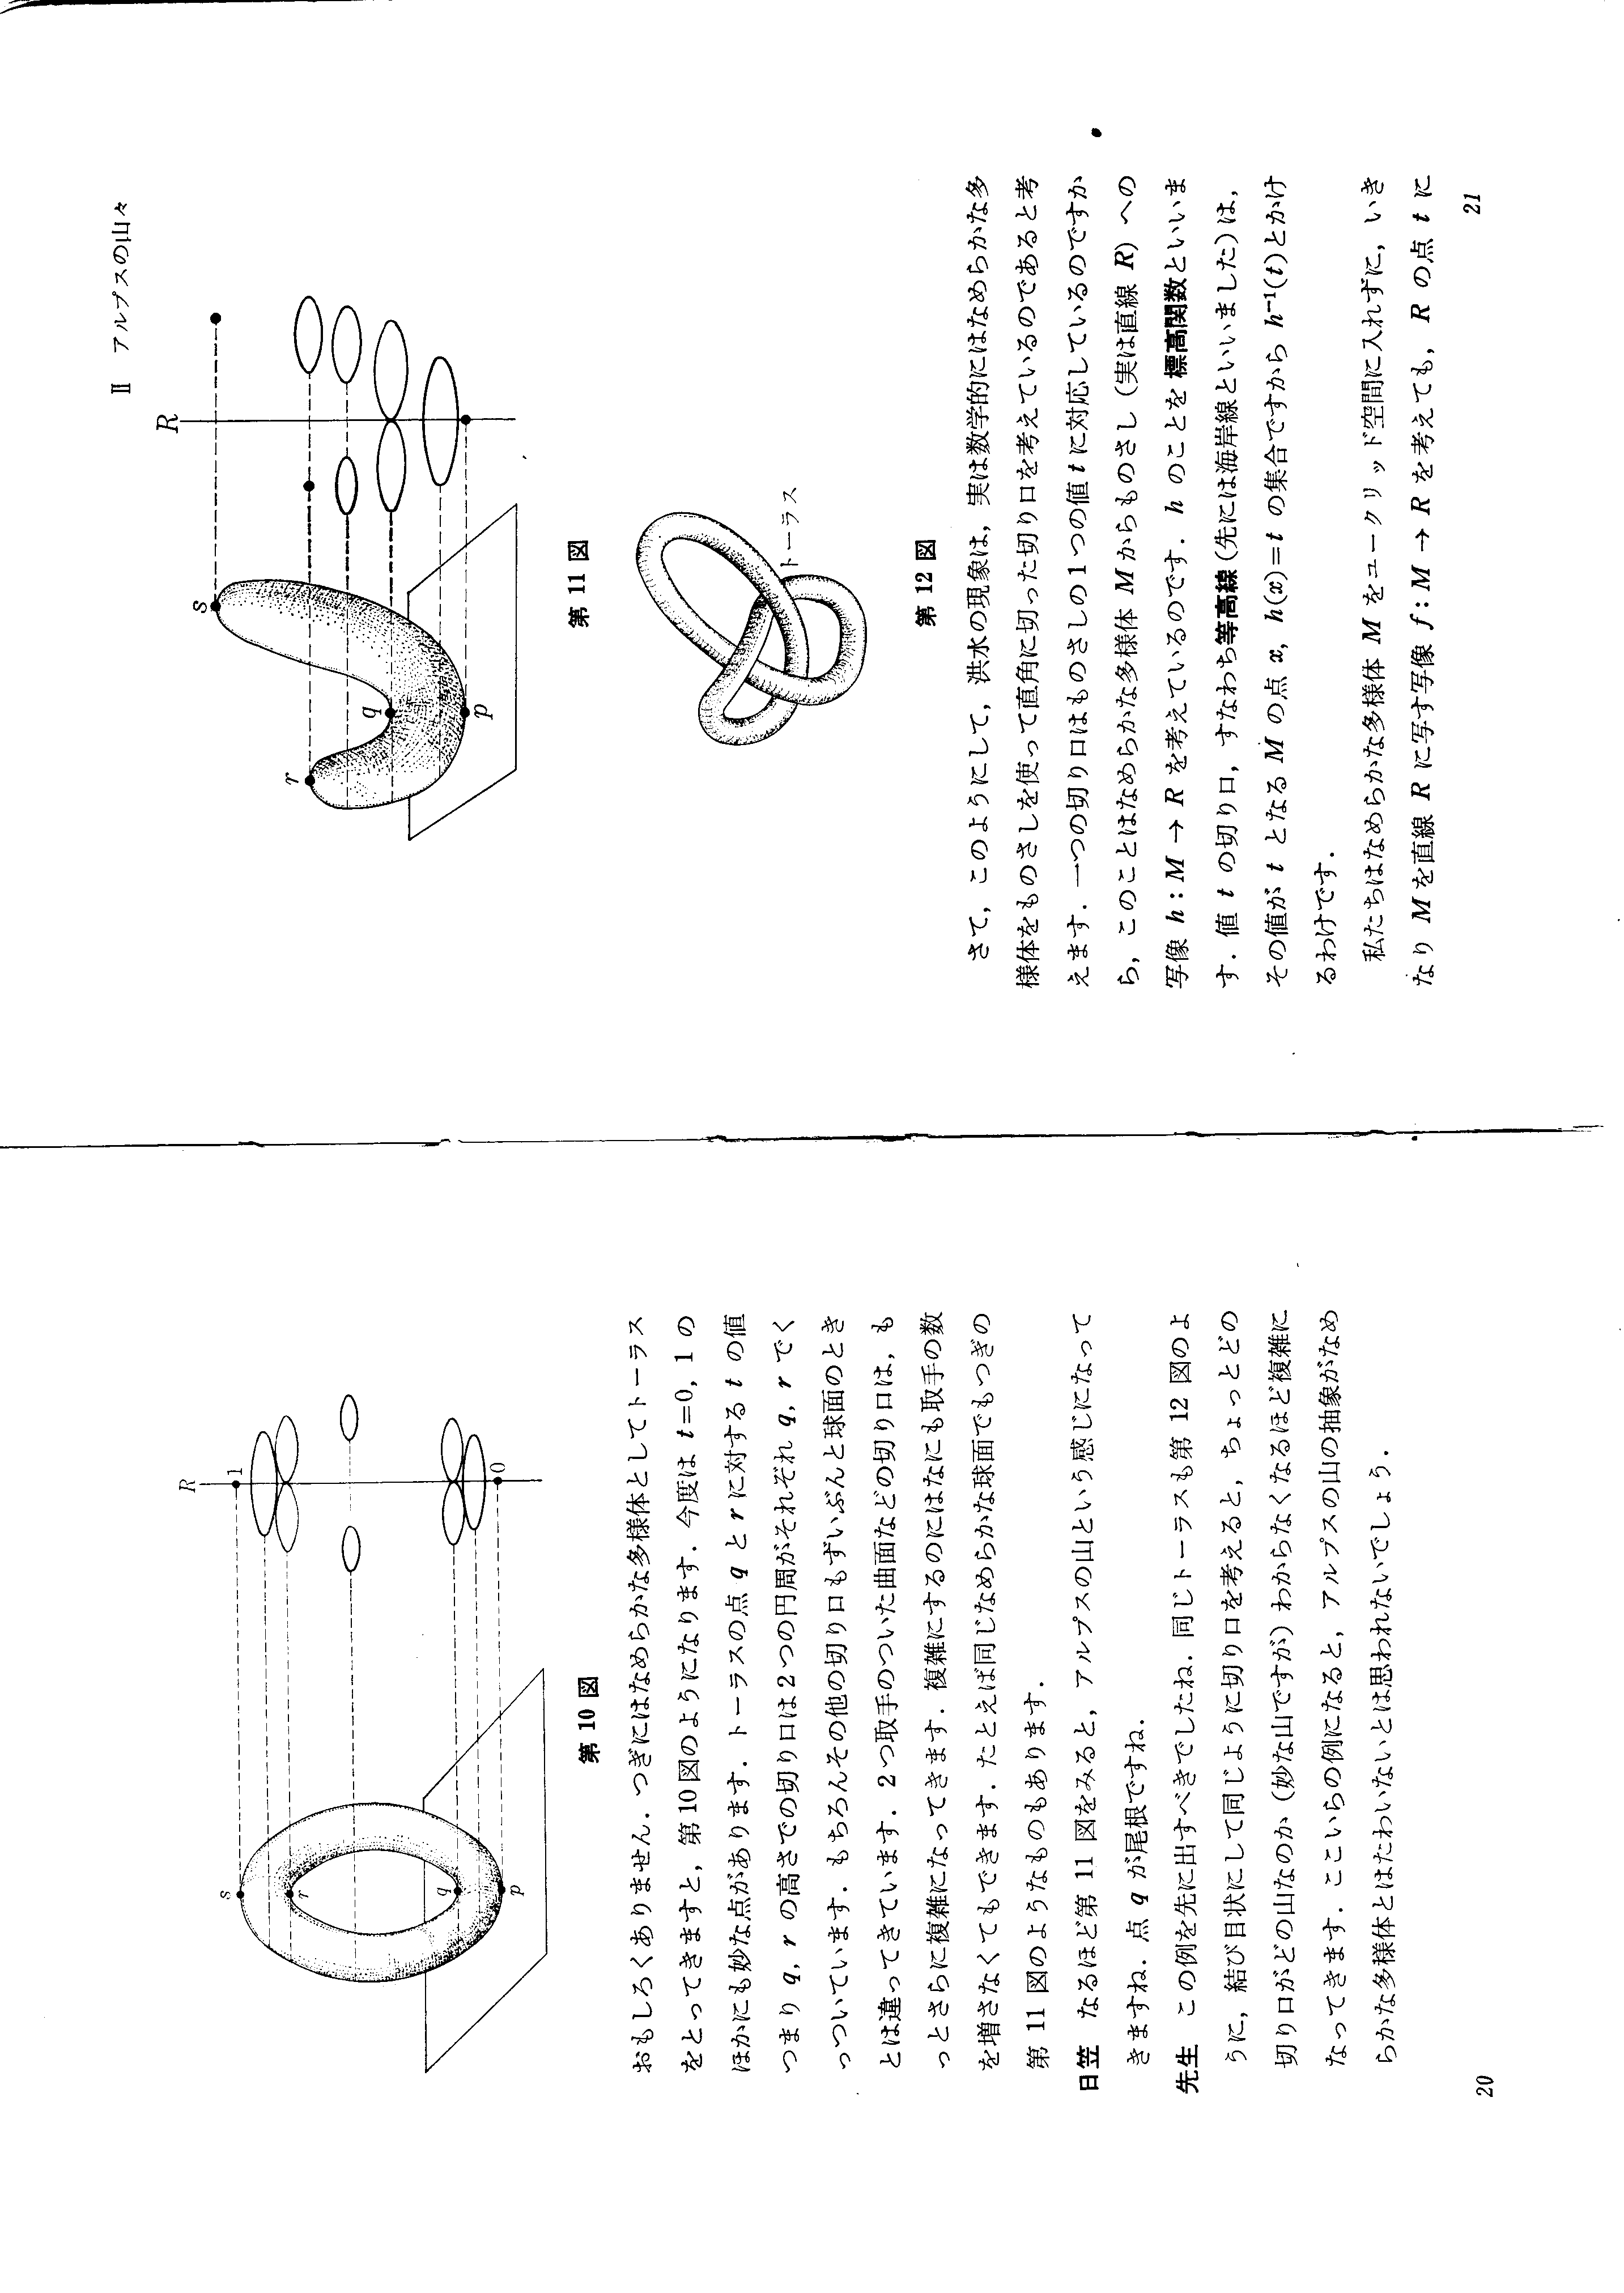 R
1
0
s
r
q
p
第 10 図
おもしろくありません．つぎにはなめらかな多様体としてトーラス
をとってきますと，第10図のようになります．今度は t=0, 1 の
ほかにも妙な点があります．トーラスの点 q と r に対する t の値
つまり q, r の高さでの切り口は2つの円周がそれぞれ q, r でく
っついています．もちろんその他の切り口もずいぶんと球面のとき
とは違ってきています．2つ取手のついた曲面などの切り口は，も
っとさらに複雑になってきます．複雑にするのにはなにも取手の数
を増さなくてもできます．たとえば同じなめらかな球面でもつぎの
第 11 図のようなものもあります．
日笠　なるほど第 11 図をみると，アルプスの山という感じになって
きますね．点 q が尾根ですね．
先生　この例を先に出すべきでしたね．同じトーラスも第 12 図のよ
うに，結び目状にして同じように切り口を考えると，ちょっとどの
切り口がどの山なのか（妙な山ですが）わからなくなるほど複雑に
なってきます．ここいらの例になると，アルプスの山の抽象がなめ
らかな多様体とはたわいないとは思われないでしょう．
20
II　アルプスの山々
R
s
r
q
p
第 11 図
トーラス
第 12 図
さて，このようにして，洪水の現象は，実は数学的にはなめらかな多
様体をものさしを使って直角に切った切り口を考えているのであると考
えます．一つの切り口はものさしの1つの値 t に対応しているのですか
ら，このことはなめらかな多様体 M からものさし（実は直線 R）への
写像 h : M → R を考えているのです．h のことを標高関数といいま
す．値 t の切り口，すなわち等高線（先には海岸線といいました）は，
その値が t となる M の点 x, h(x)=t の集合ですから h⁻¹(t)とかけ
るわけです．
私たちはなめらかな多様体 M をユークリッド空間に入れずに，いき
なり M を直線 R に写す写像 f : M → R を考えても，R の点 t に
21